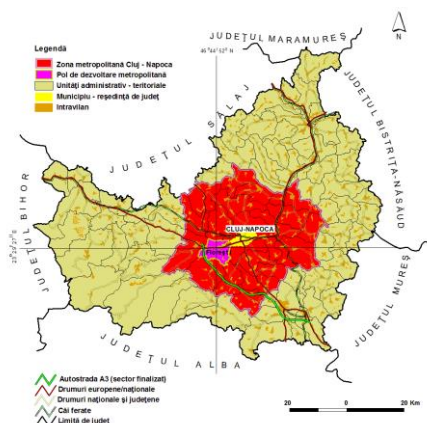 JUDEȚUL MARAMUREȘ
N
Legendă
Zona metropolitană Cluj - Napoca
Pol de dezvoltare metropolitană
Unități administrativ - teritoriale
Municipiu - reședință de județ
Intravilan
JUDEȚUL SĂLAJ
JUDEȚUL BISTRIȚA-NĂSĂUD
JUDEȚUL BIHOR
CLUJ-NAPOCA
JUDEȚUL MUREȘ
JUDEȚUL ALBA
Autostrada A3 (sector finalizat)
Drumuri europene/naționale
Drumuri naționale și județene
Căi ferate
Limită de județ
20 0 20 Km